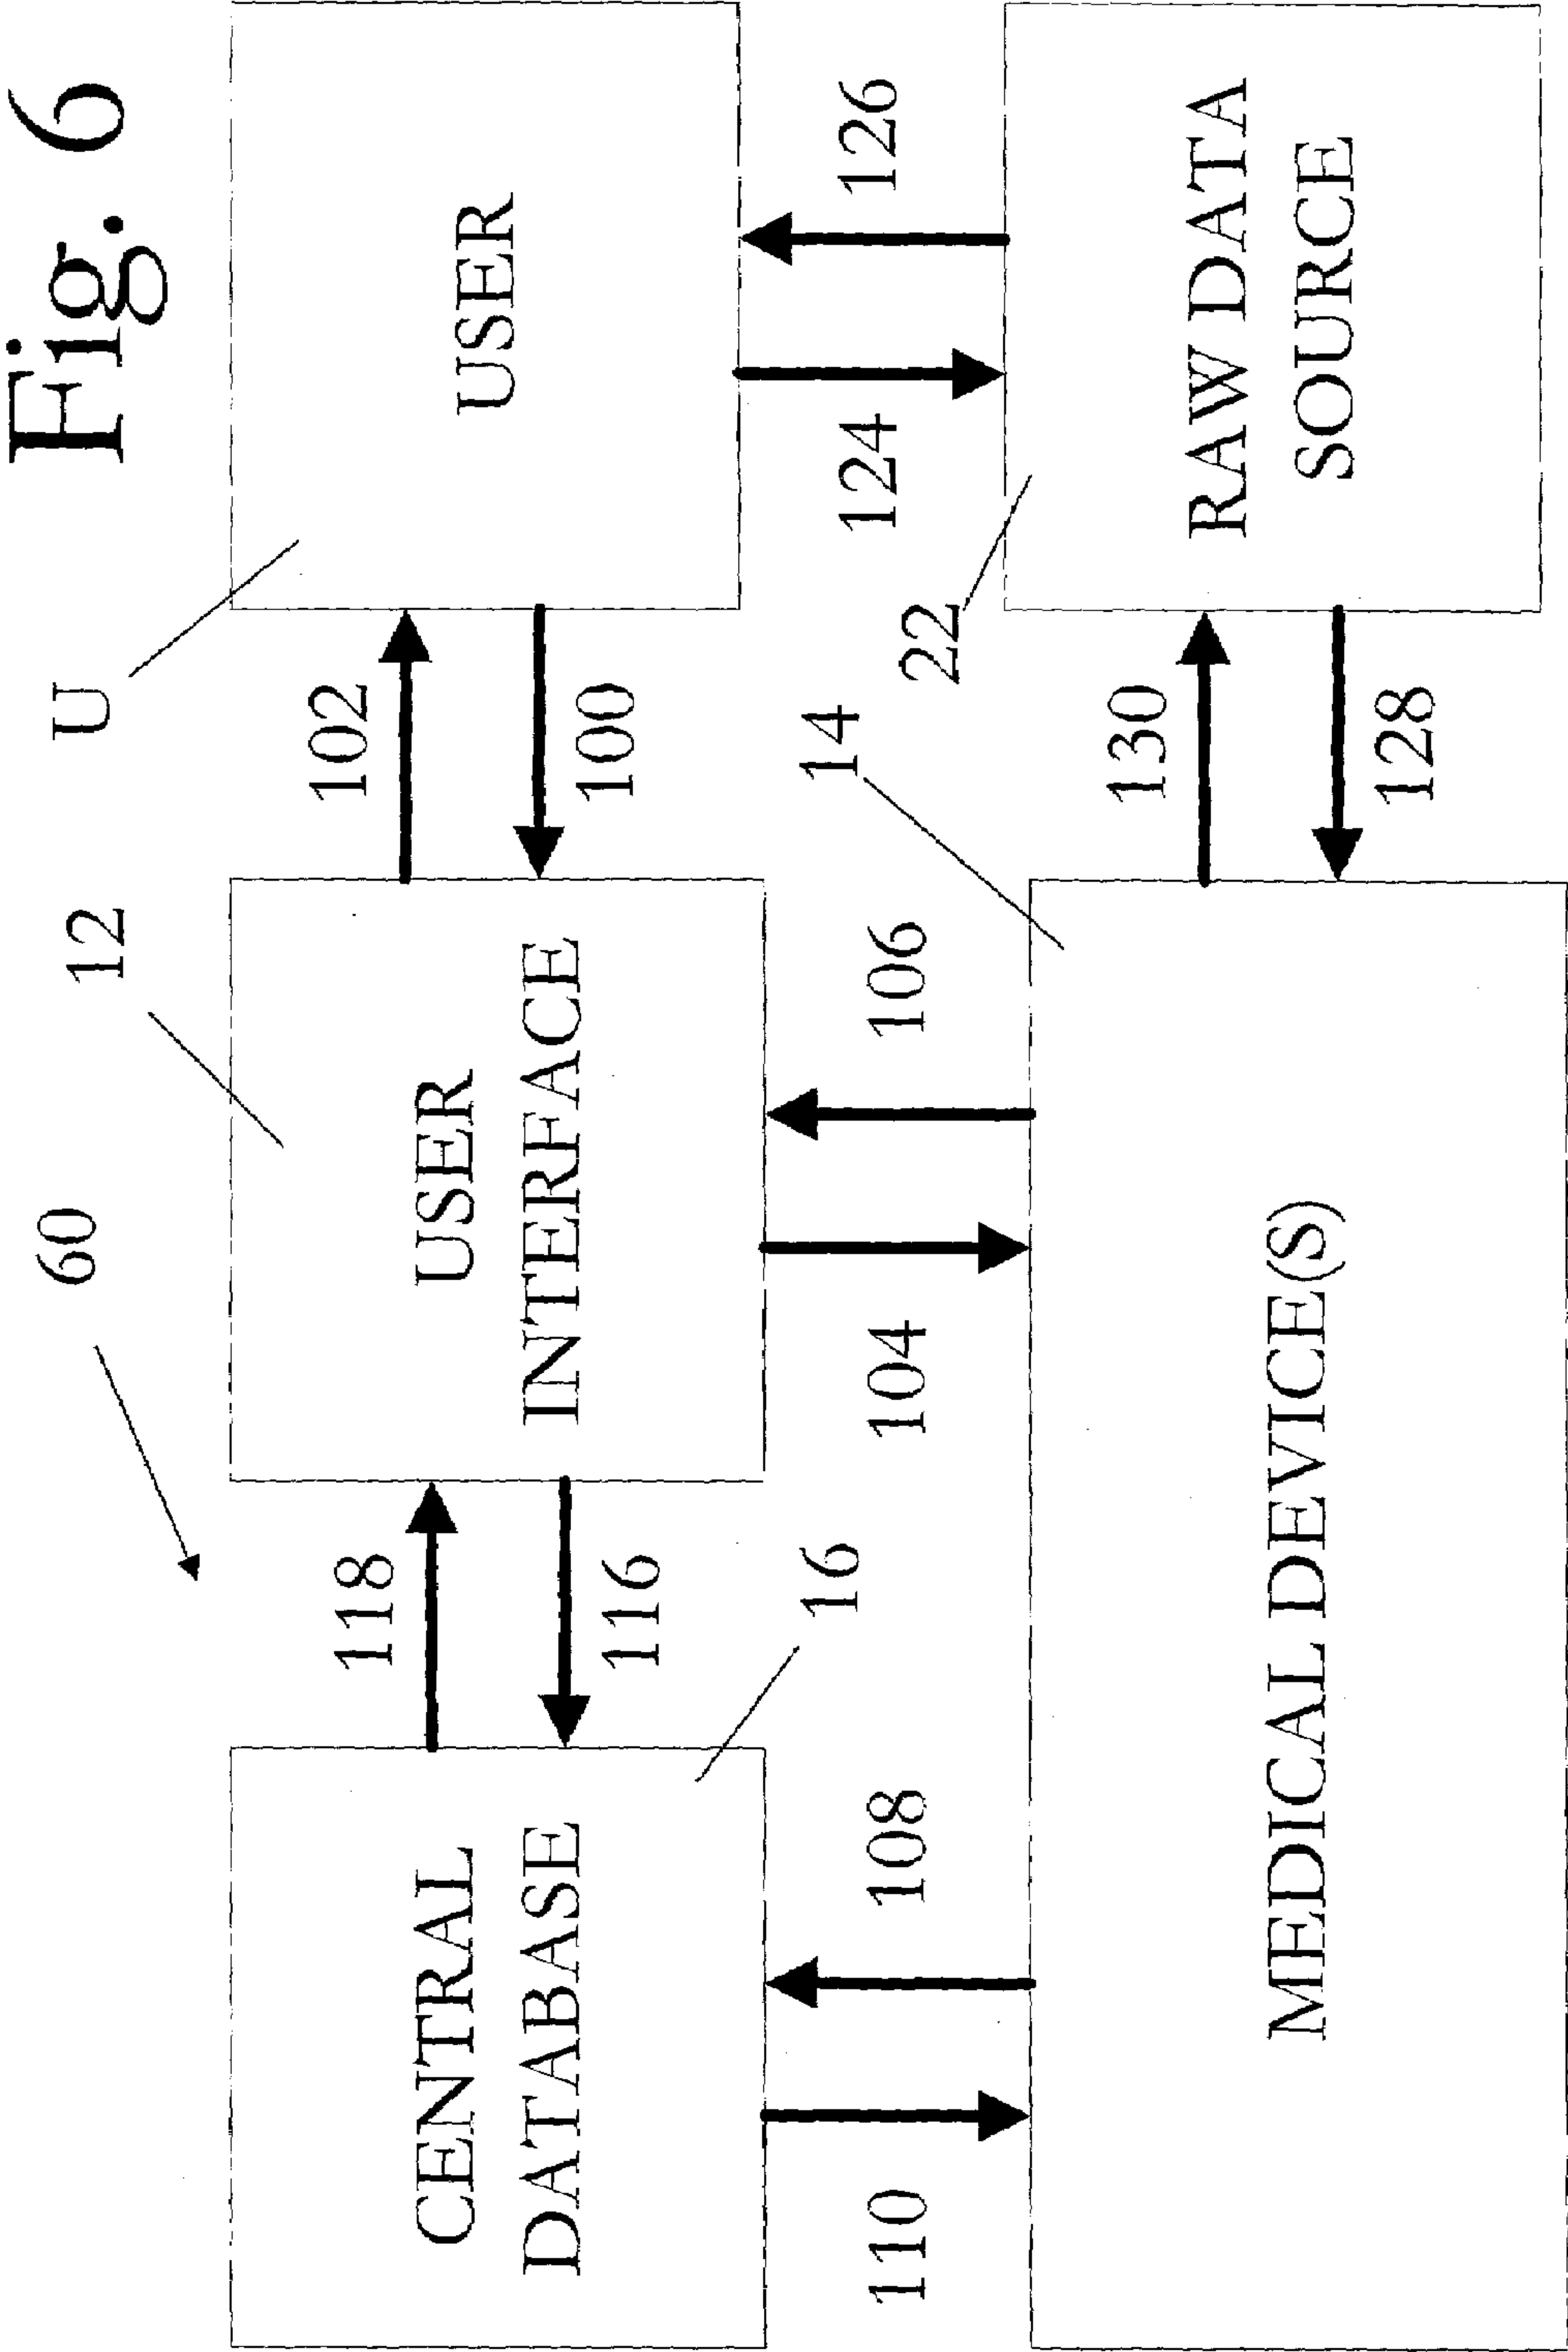 Fig. 6
60
12
U
CENTRAL
DATABASE
118
116
USER
INTERFACE
102
100
USER
16
14
22
110
108
104
106
124
126
MEDICAL DEVICE(S)
130
128
RAW DATA
SOURCE